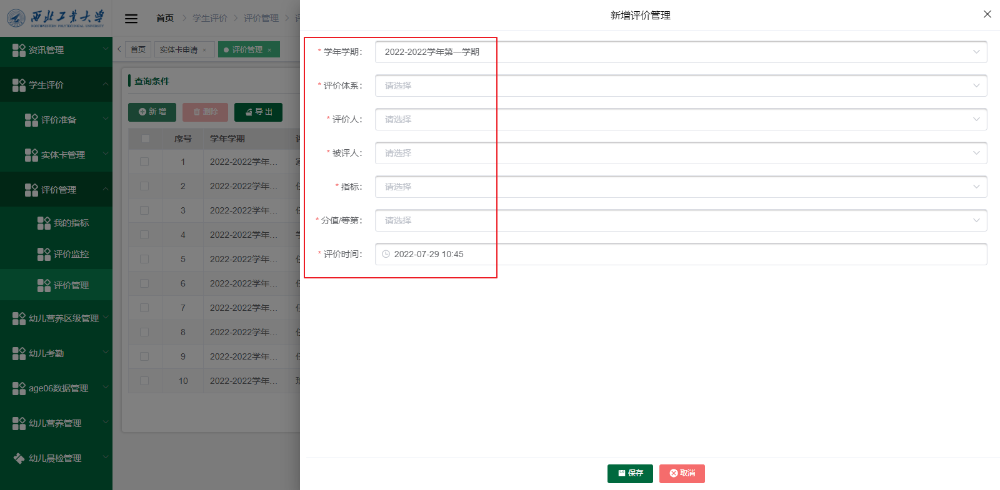 西北工业大学
NORTHWESTERN POLYTECHNICAL UNIVERSITY
首页 > 学生评价 > 评价管理 >
新增评价管理
资讯管理
学生评价
评价准备
实体卡管理
评价管理
我的指标
评价监控
评价管理
幼儿营养区级管理
幼儿考勤
age06数据管理
幼儿营养管理
幼儿晨检管理
首页
实体卡申请 ×
评价管理 ×
查询条件
新 增
删除
导 出
序号 学年学期
1 2022-2022学年...
2 2022-2022学年...
3 2022-2022学年...
4 2022-2022学年...
5 2022-2022学年...
6 2022-2022学年...
7 2022-2022学年...
8 2022-2022学年...
9 2022-2022学年...
10 2022-2022学年...
* 学年学期： 2022-2022学年第一学期
* 评价体系： 请选择
* 评价人： 请选择
* 被评人： 请选择
* 指标： 请选择
* 分值/等第： 请选择
* 评价时间： 2022-07-29 10:45
保存
取消